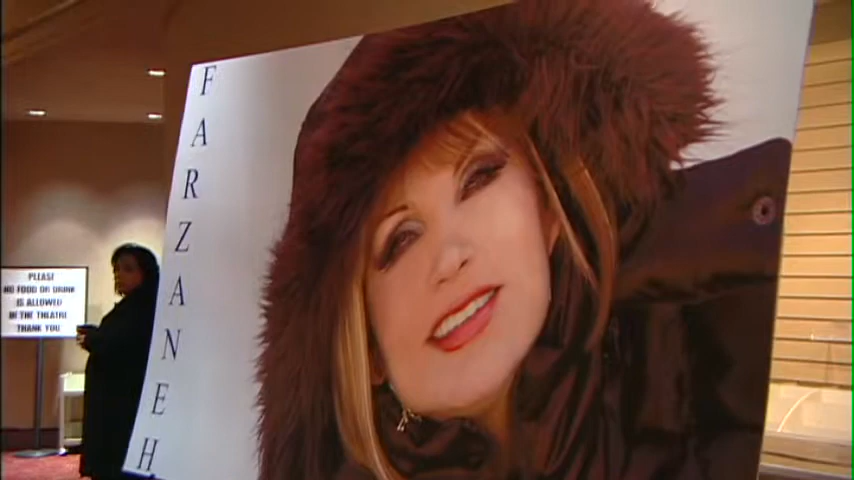 FARZANEH
PLEASE
NO FOOD OR DRINK
IS ALLOWED
IN THE THEATRE
THANK YOU